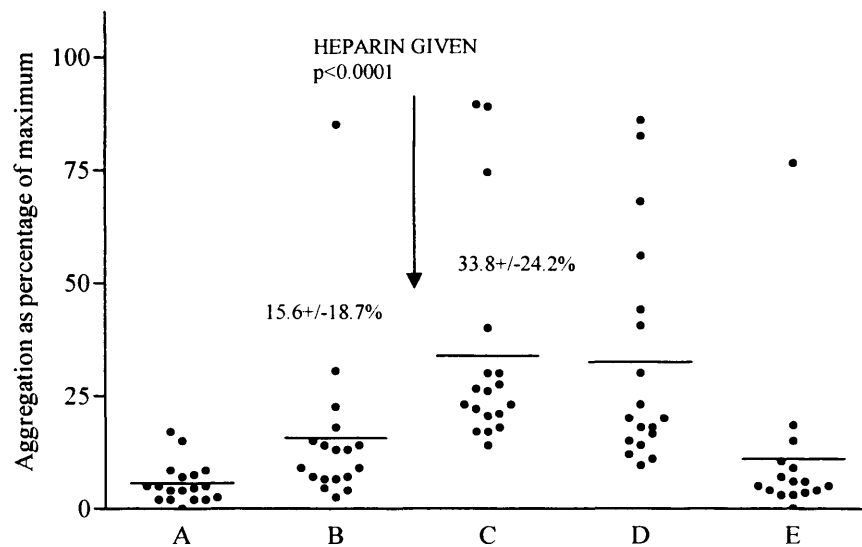 HEPARIN GIVEN
p<0.0001
Aggregation as percentage of maximum
100
75
50
25
0
33.8+/-24.2%
15.6+/-18.7%
A B C D E